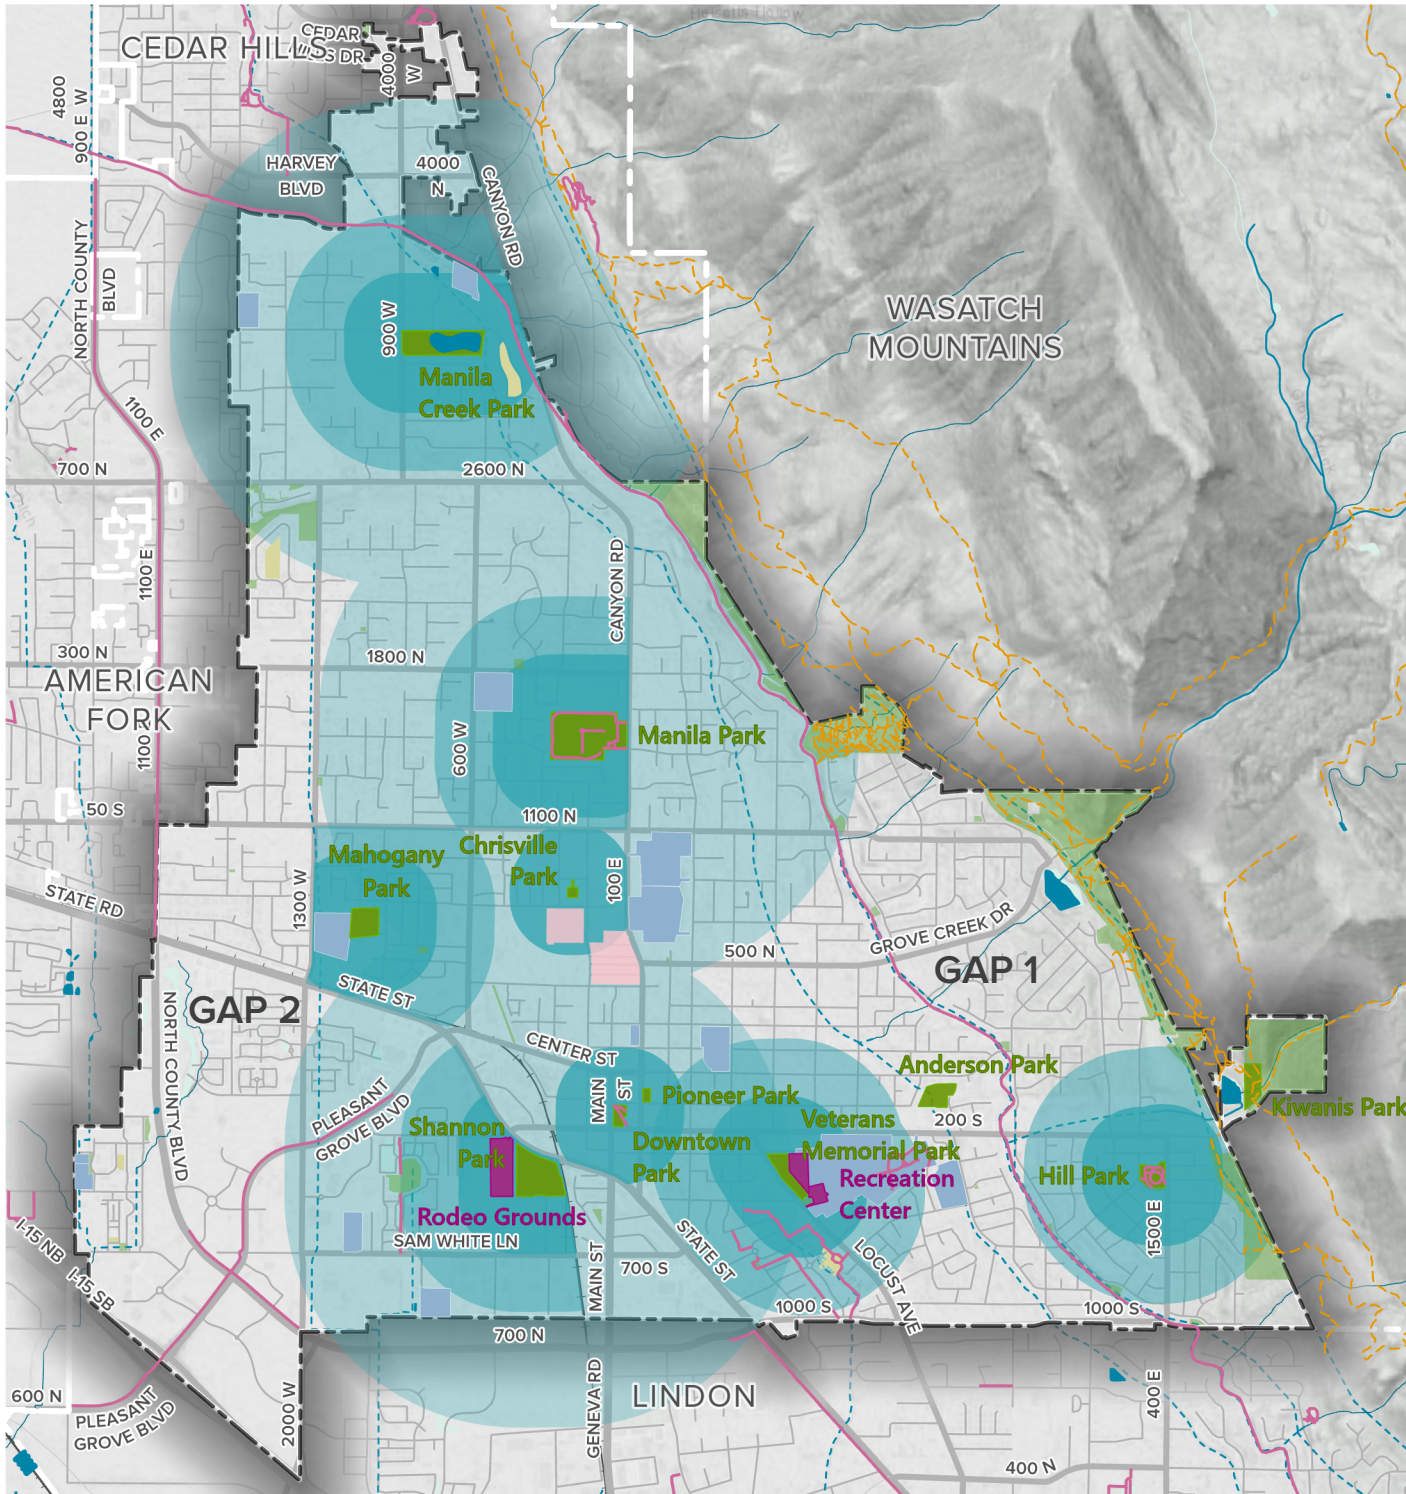 CEDAR HILLS
CEDAR
HILLS DR
4000
W
4800
900 E W
HARVEY
BLVD
4000
N
CANYON RD
NORTH COUNTY
BLVD
WASATCH
MOUNTAINS
900 W
Manila
Creek Park
1100 E
700 N
2600 N
1100 E
CANYON RD
300 N
1800 N
AMERICAN
FORK
1100 E
600 W
Manila Park
50 S
1100 N
Mahogany
Park
Chrisville
Park
100 E
1300 W
STATE RD
GROVE CREEK DR
500 N
GAP 1
STATE ST
GAP 2
NORTH COUNTY BLVD
CENTER ST
Anderson Park
MAIN
ST
Pioneer Park
PLEASANT
GROVE BLVD
Shannon
Park
Veterans
Memorial Park
200 S
Kiwanis Park
Downtown
Park
Recreation
Center
Hill Park
Rodeo Grounds
SAM WHITE LN
1500 E
I-15 NB
I-15 SB
MAIN ST
700 S
STATE ST
LOCUST AVE
1000 S
1000 S
700 N
600 N
PLEASANT
GROVE BLVD
2000 W
GENEVA RD
LINDON
400 E
400 N